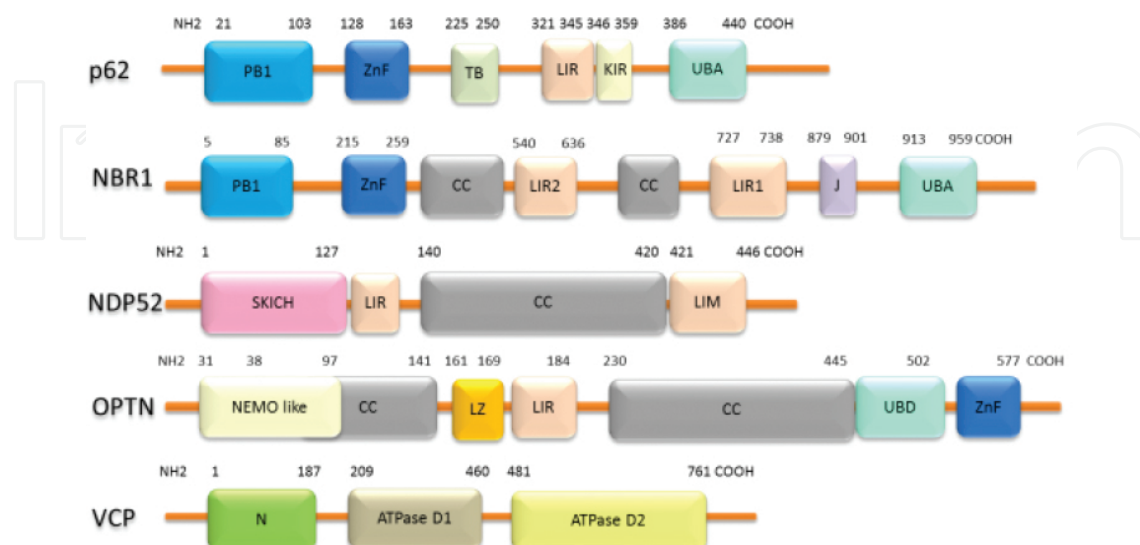 NH2 21 103 128 163 225 250 321 345 346 359 386 440 COOH
p62 PB1 ZnF TB LIR KIR UBA
5 85 215 259 540 636 727 738 879 901 913 959 COOH
NBR1 PB1 ZnF CC LIR2 CC LIR1 J UBA
NH2 1 127 140 420 421 446 COOH
NDP52 SKICH LIR CC LIM
NH2 31 38 97 141 161 169 184 230 445 502 577 COOH
OPTN NEMO like CC LZ LIR CC UBD ZnF
NH2 1 187 209 460 481 761 COOH
VCP N ATPase D1 ATPase D2